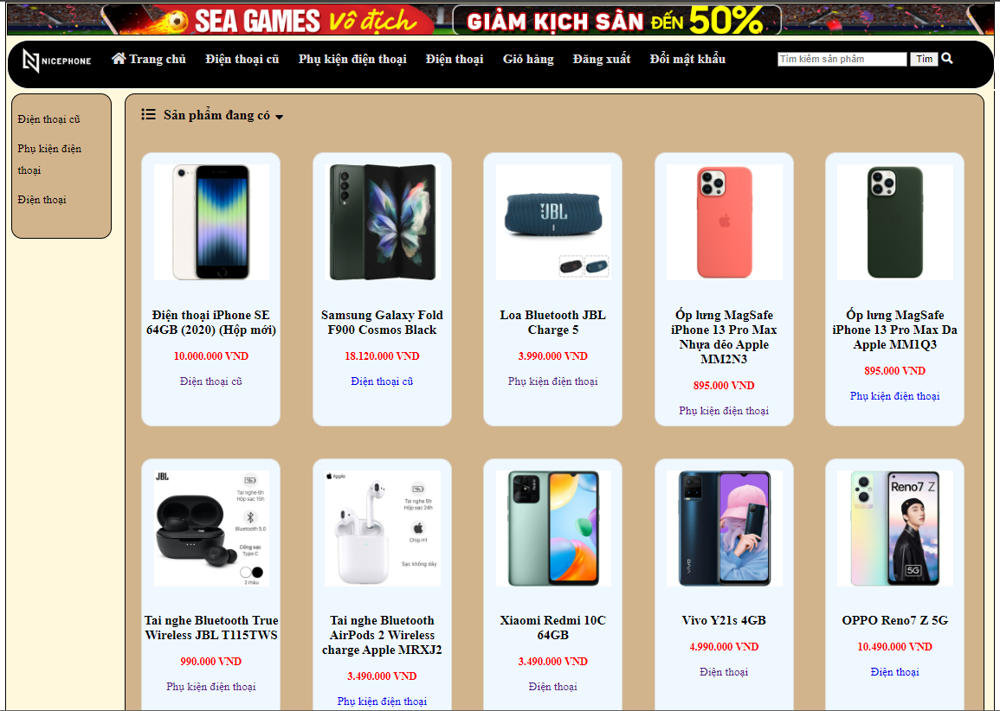 SEA GAMES Vô địch
GIẢM KỊCH SÀN ĐẾN 50%
NICEPHONE
Trang chủ Điện thoại cũ Phụ kiện điện thoại Điện thoại Giỏ hàng Đăng xuất Đổi mật khẩu
Tìm kiếm sản phẩm Tìm
Điện thoại cũ
Phụ kiện điện
thoại
Điện thoại
Sản phẩm đang có
JBL
Điện thoại iPhone SE
64GB (2020) (Hộp mới)
10.000.000 VND
Điện thoại cũ
Samsung Galaxy Fold
F900 Cosmos Black
18.120.000 VND
Điện thoại cũ
Loa Bluetooth JBL
Charge 5
3.990.000 VND
Phụ kiện điện thoại
Ốp lưng MagSafe
iPhone 13 Pro Max
Nhựa dẻo Apple
MM2N3
895.000 VND
Phụ kiện điện thoại
Ốp lưng MagSafe
iPhone 13 Pro Max Da
Apple MM1Q3
895.000 VND
Phụ kiện điện thoại
JBL
Tai nghe 6h
Hộp sạc 15h
Bluetooth 5.0
Cổng sạc
Type C
2 màu
Tai nghe Bluetooth True
Wireless JBL T115TWS
990.000 VND
Phụ kiện điện thoại
Apple
Tai nghe 5h
Hộp sạc 24h
Chip H1
Sạc không dây
Tai nghe Bluetooth
AirPods 2 Wireless
charge Apple MRXJ2
3.490.000 VND
Phụ kiện điện thoại
Xiaomi Redmi 10C
64GB
3.490.000 VND
Điện thoại
vivo
Vivo Y21s 4GB
4.990.000 VND
Điện thoại
Reno7 Z
5G
OPPO Reno7 Z 5G
10.490.000 VND
Điện thoại